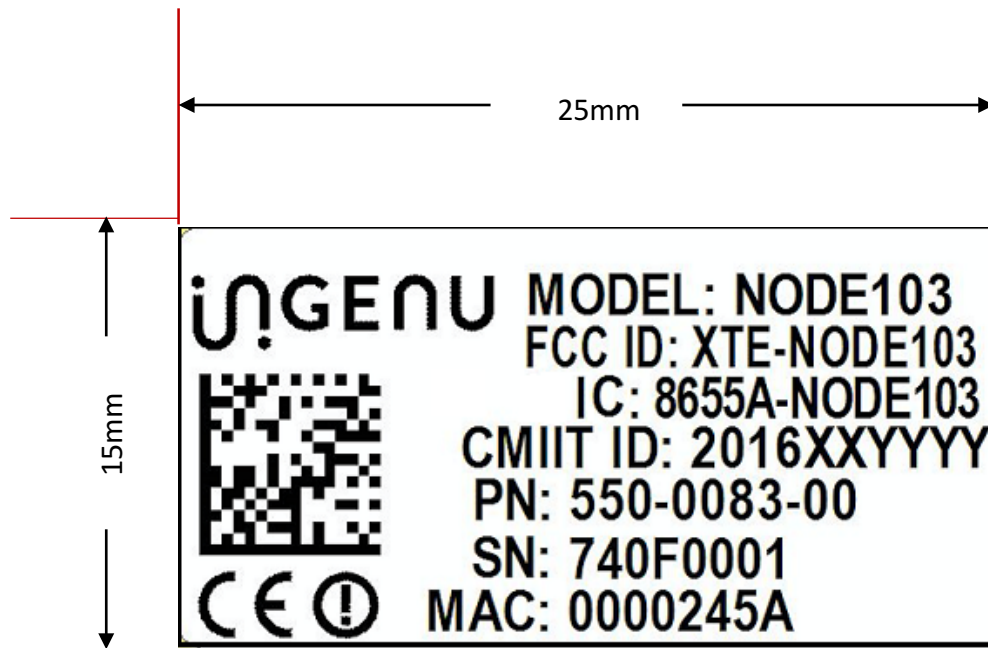 25mm
15mm
inGENU
MODEL: NODE103
FCC ID: XTE-NODE103
IC: 8655A-NODE103
CMIIT ID: 2016XXYYYY
PN: 550-0083-00
SN: 740F0001
MAC: 0000245A
CE